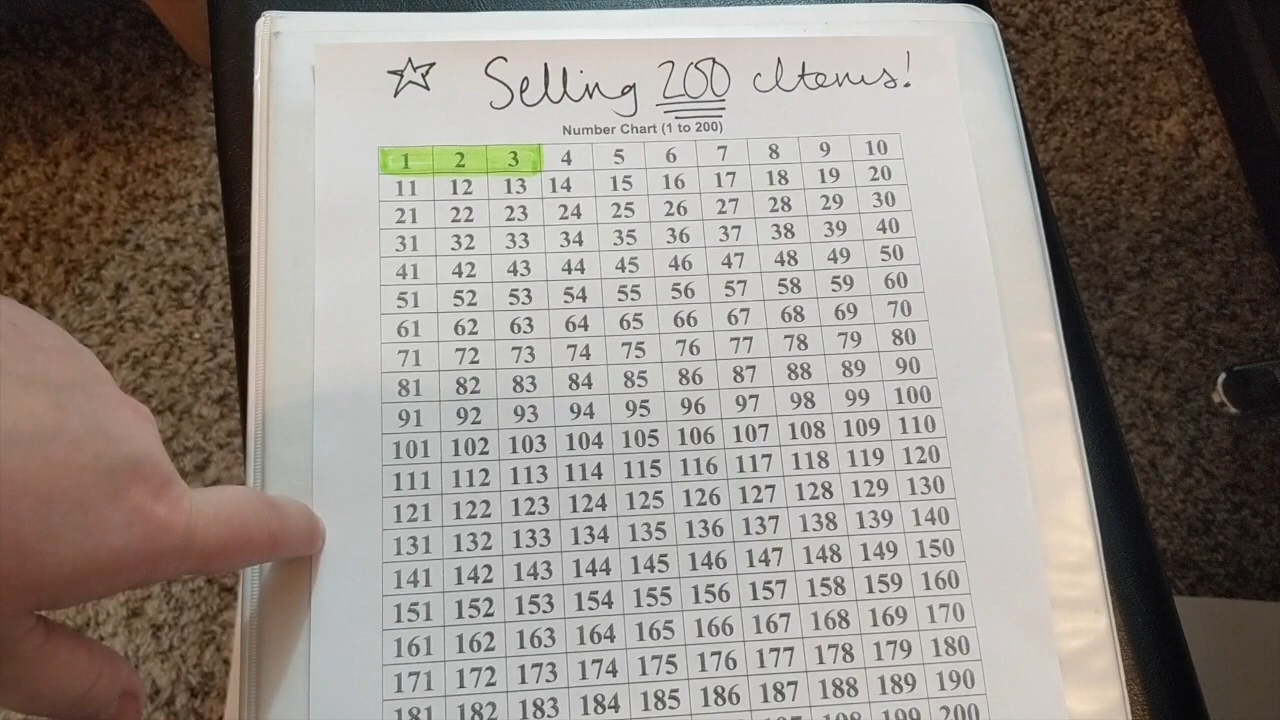 Selling 200 Items!
Number Chart (1 to 200)
1 2 3 4 5 6 7 8 9 10
11 12 13 14 15 16 17 18 19 20
21 22 23 24 25 26 27 28 29 30
31 32 33 34 35 36 37 38 39 40
41 42 43 44 45 46 47 48 49 50
51 52 53 54 55 56 57 58 59 60
61 62 63 64 65 66 67 68 69 70
71 72 73 74 75 76 77 78 79 80
81 82 83 84 85 86 87 88 89 90
91 92 93 94 95 96 97 98 99 100
101 102 103 104 105 106 107 108 109 110
111 112 113 114 115 116 117 118 119 120
121 122 123 124 125 126 127 128 129 130
131 132 133 134 135 136 137 138 139 140
141 142 143 144 145 146 147 148 149 150
151 152 153 154 155 156 157 158 159 160
161 162 163 164 165 166 167 168 169 170
171 172 173 174 175 176 177 178 179 180
181 182 183 184 185 186 187 188 189 190
197 198 199 200